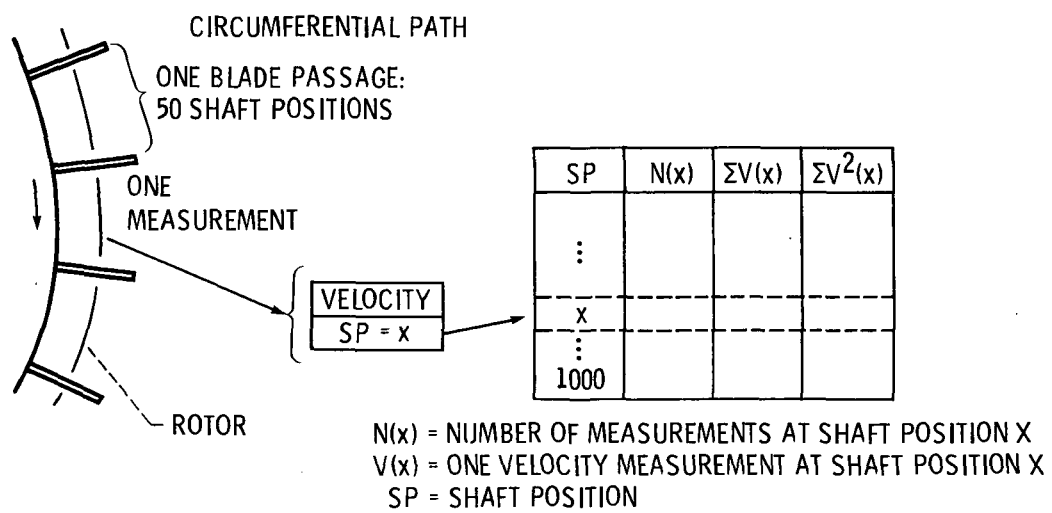 CIRCUMFERENTIAL PATH
ONE BLADE PASSAGE:
50 SHAFT POSITIONS
ONE
MEASUREMENT
VELOCITY
SP = X
SP N(x) ΣV(x) ΣV²(x)
⋮
x
⋮
1000
ROTOR
N(x) = NUMBER OF MEASUREMENTS AT SHAFT POSITION X
V(x) = ONE VELOCITY MEASUREMENT AT SHAFT POSITION X
SP = SHAFT POSITION